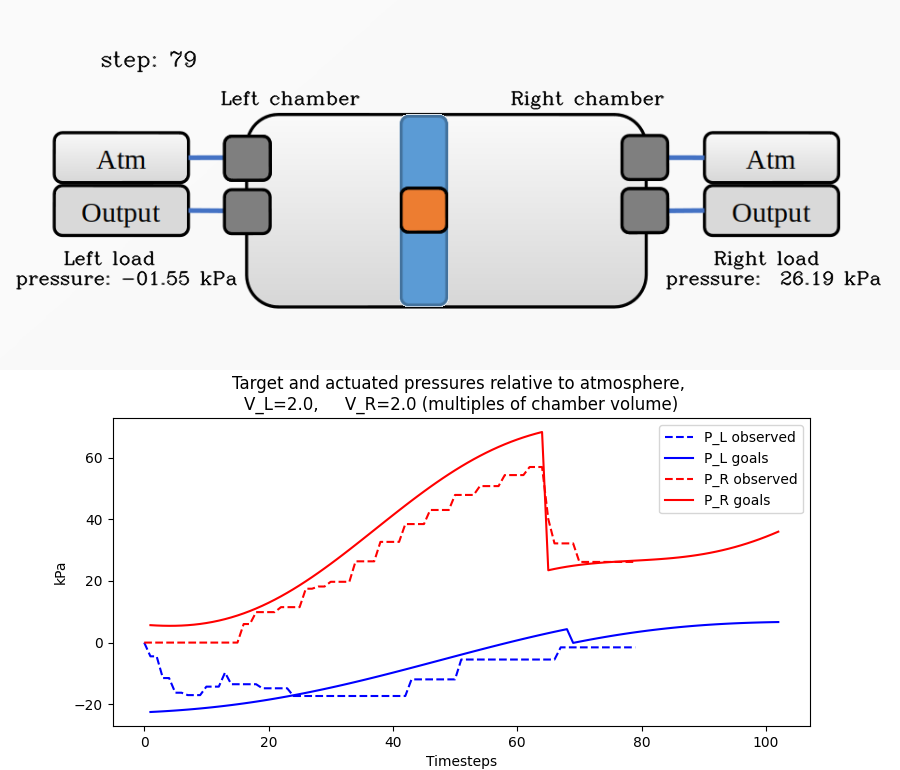 step: 79
Left chamber
Right chamber
Atm
Output
Atm
Output
Left load
pressure: -01.55 kPa
Right load
pressure:  26.19 kPa
Target and actuated pressures relative to atmosphere,
V_L=2.0,     V_R=2.0 (multiples of chamber volume)
P_L observed
P_L goals
P_R observed
P_R goals
60
40
20
0
−20
kPa
0
20
40
60
80
100
Timesteps